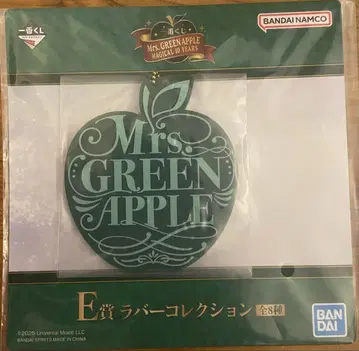 一番くじ
一番くじ
Mrs. GREEN APPLE
MAGICAL 10 YEARS
BANDAI NAMCO
Mrs.
GREEN
APPLE
E賞 ラバーコレクション 全8種
©2025 Universal Music LLC
BANDAI SPIRITS MADE IN CHINA
BAN
DAI